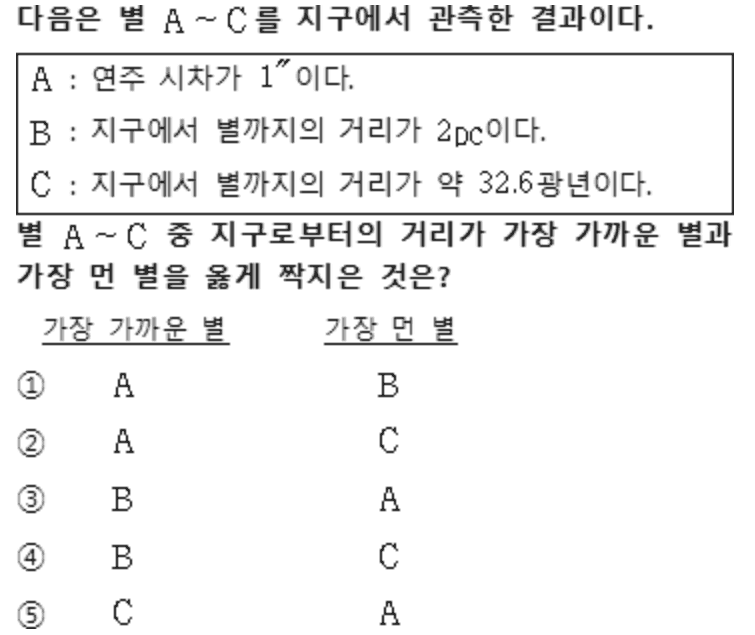 다음은 별 A ~ C를 지구에서 관측한 결과이다.
A : 연주 시차가 1″이다.
B : 지구에서 별까지의 거리가 2pc이다.
C : 지구에서 별까지의 거리가 약 32.6광년이다.
별 A ~ C 중 지구로부터의 거리가 가장 가까운 별과
가장 먼 별을 옳게 짝지은 것은?
가장 가까운 별 가장 먼 별
① A B
② A C
③ B A
④ B C
⑤ C A